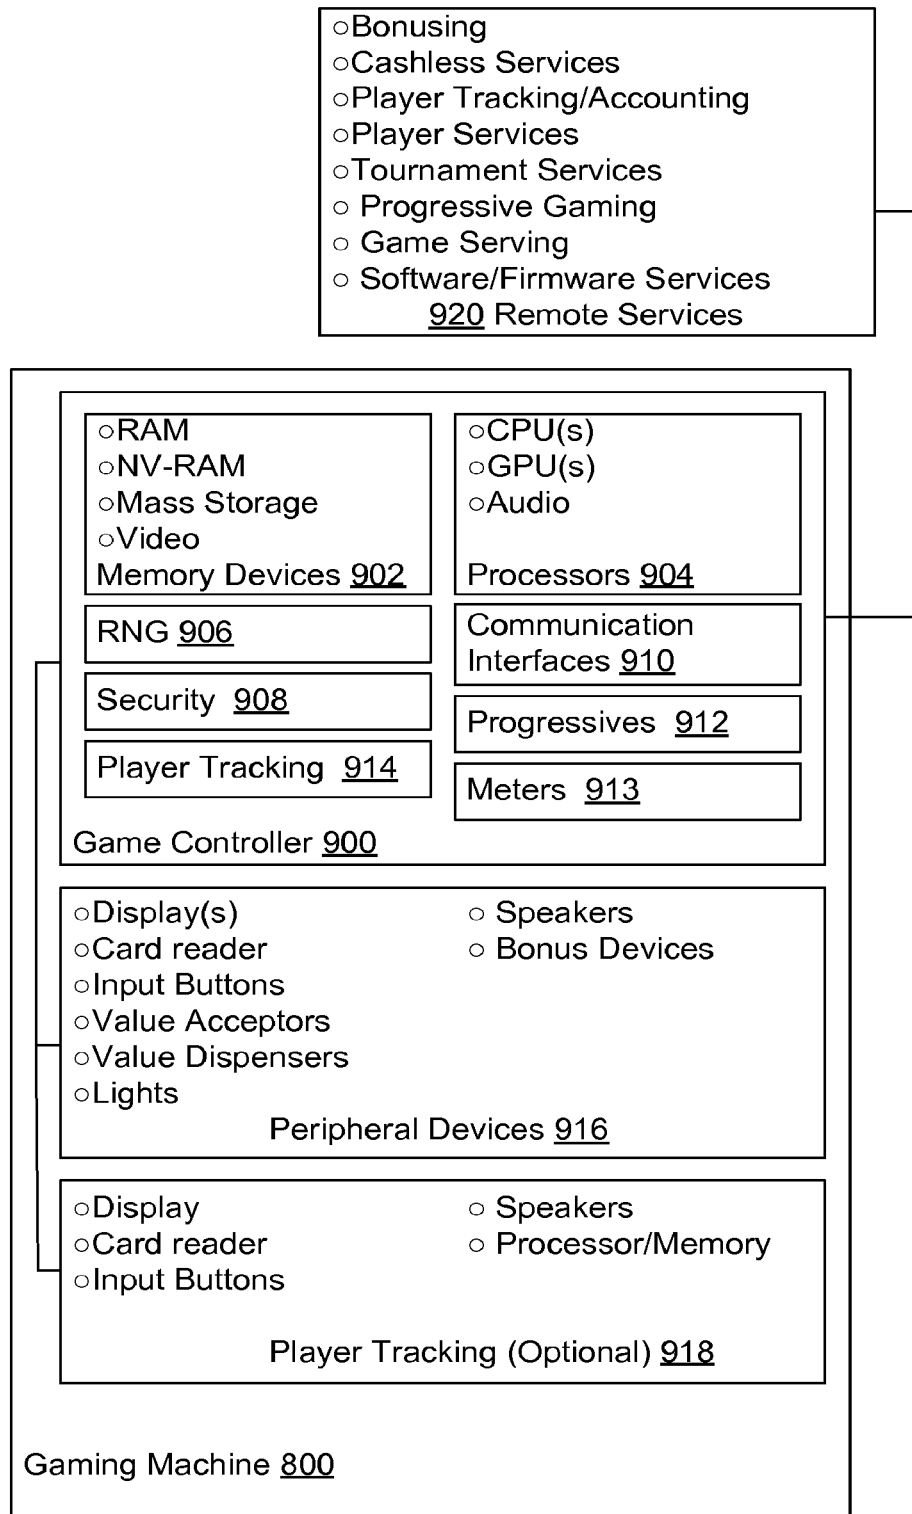 ○Bonusing
○Cashless Services
○Player Tracking/Accounting
○Player Services
○Tournament Services
○ Progressive Gaming
○ Game Serving
○ Software/Firmware Services
920 Remote Services
○RAM
○NV-RAM
○Mass Storage
○Video
Memory Devices 902
○CPU(s)
○GPU(s)
○Audio
Processors 904
RNG 906
Security 908
Player Tracking 914
Communication
Interfaces 910
Progressives 912
Meters 913
Game Controller 900
○Display(s)
○Card reader
○Input Buttons
○Value Acceptors
○Value Dispensers
○Lights
○ Speakers
○ Bonus Devices
Peripheral Devices 916
○Display
○Card reader
○Input Buttons
○ Speakers
○ Processor/Memory
Player Tracking (Optional) 918
Gaming Machine 800